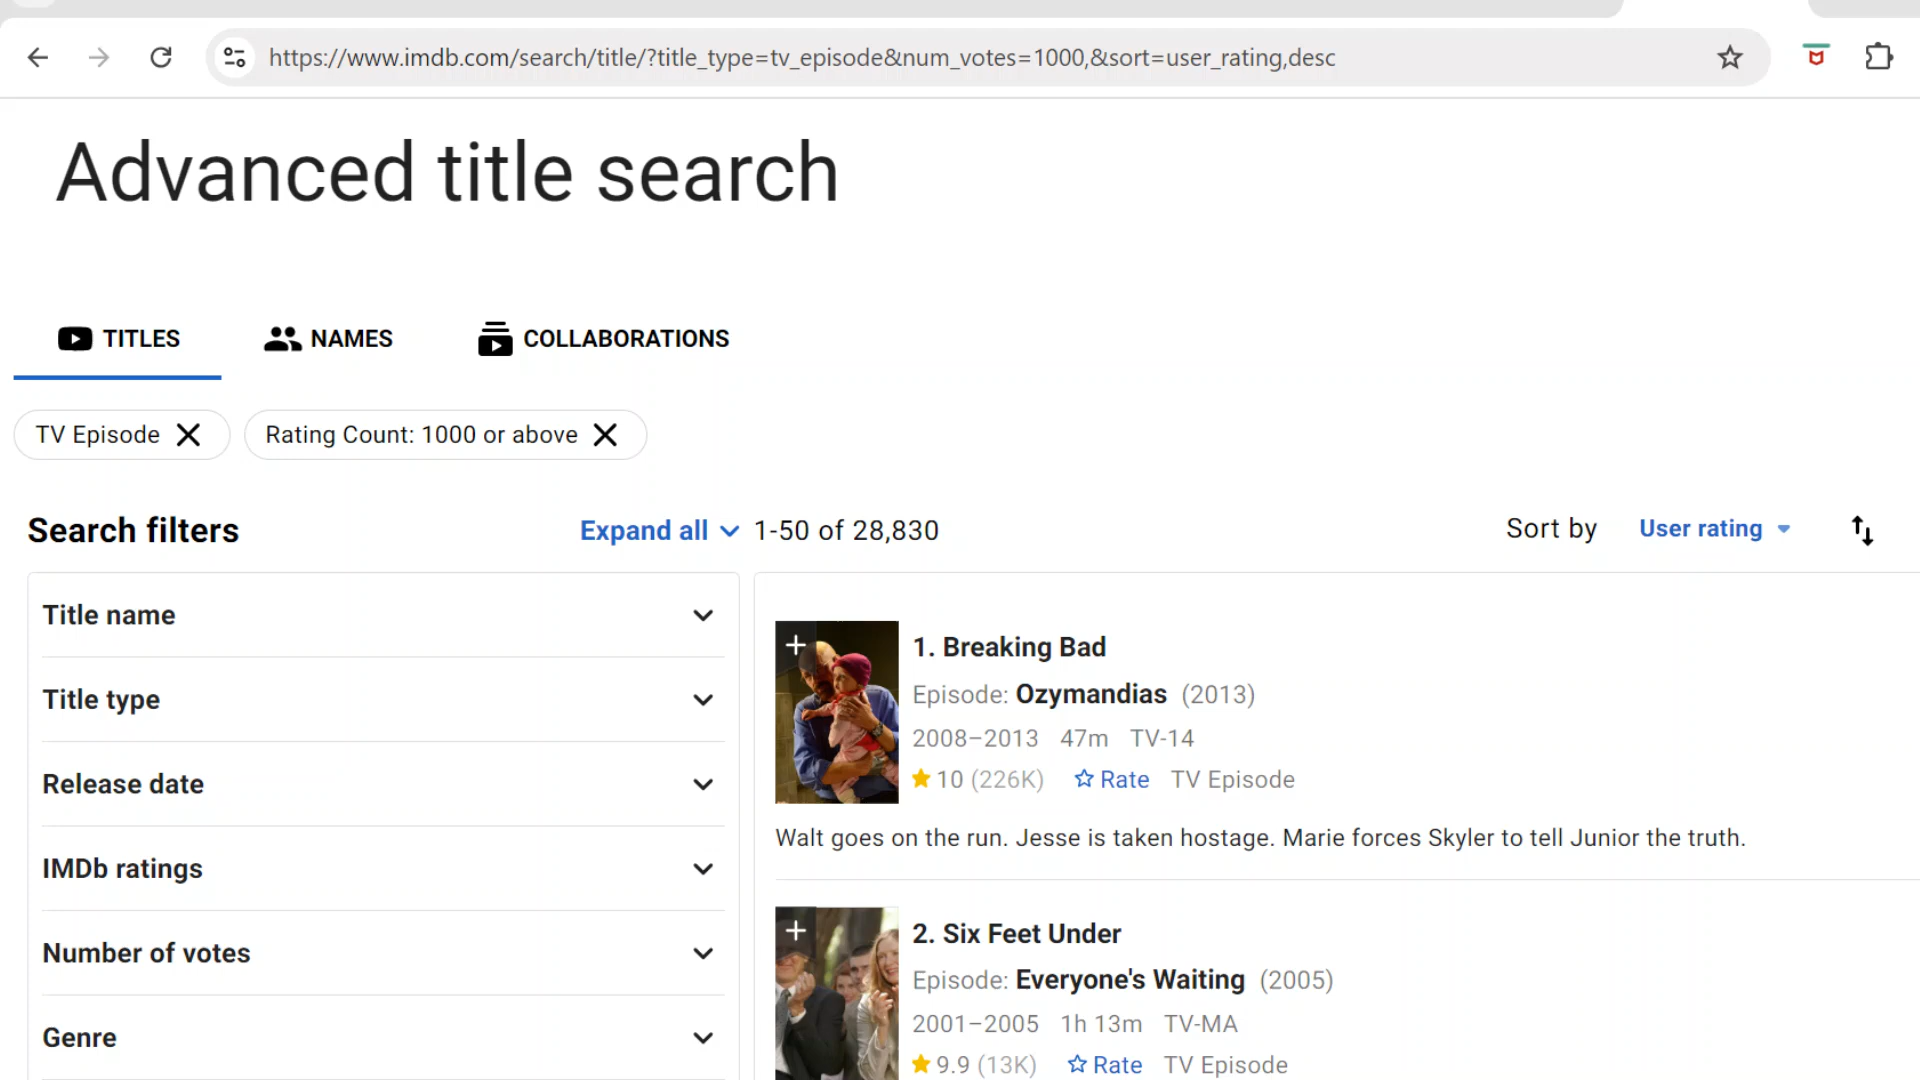 https://www.imdb.com/search/title/?title_type=tv_episode&num_votes=1000,&sort=user_rating,desc
Advanced title search
TITLES NAMES COLLABORATIONS
TV Episode Rating Count: 1000 or above
Search filters Expand all 1-50 of 28,830 Sort by User rating
Title name
Title type
Release date
IMDb ratings
Number of votes
Genre
1. Breaking Bad
Episode: Ozymandias (2013)
2008–2013 47m TV-14
10 (226K) Rate TV Episode
Walt goes on the run. Jesse is taken hostage. Marie forces Skyler to tell Junior the truth.
2. Six Feet Under
Episode: Everyone's Waiting (2005)
2001–2005 1h 13m TV-MA
9.9 (13K) Rate TV Episode